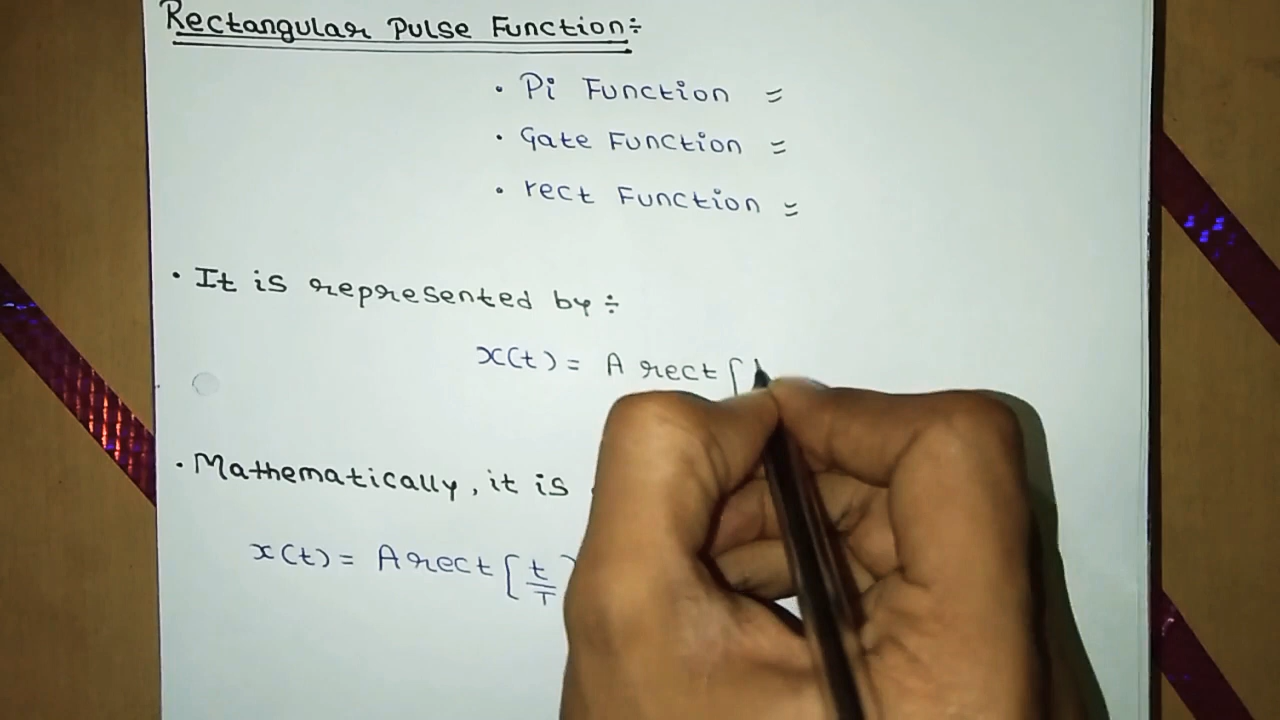 Rectangular Pulse Function÷
• Pi Function =
• Gate Function =
• rect Function =
• It is represented by ÷
x(t) = A rect [
• Mathematically, it is
x(t) = A rect [t/T]